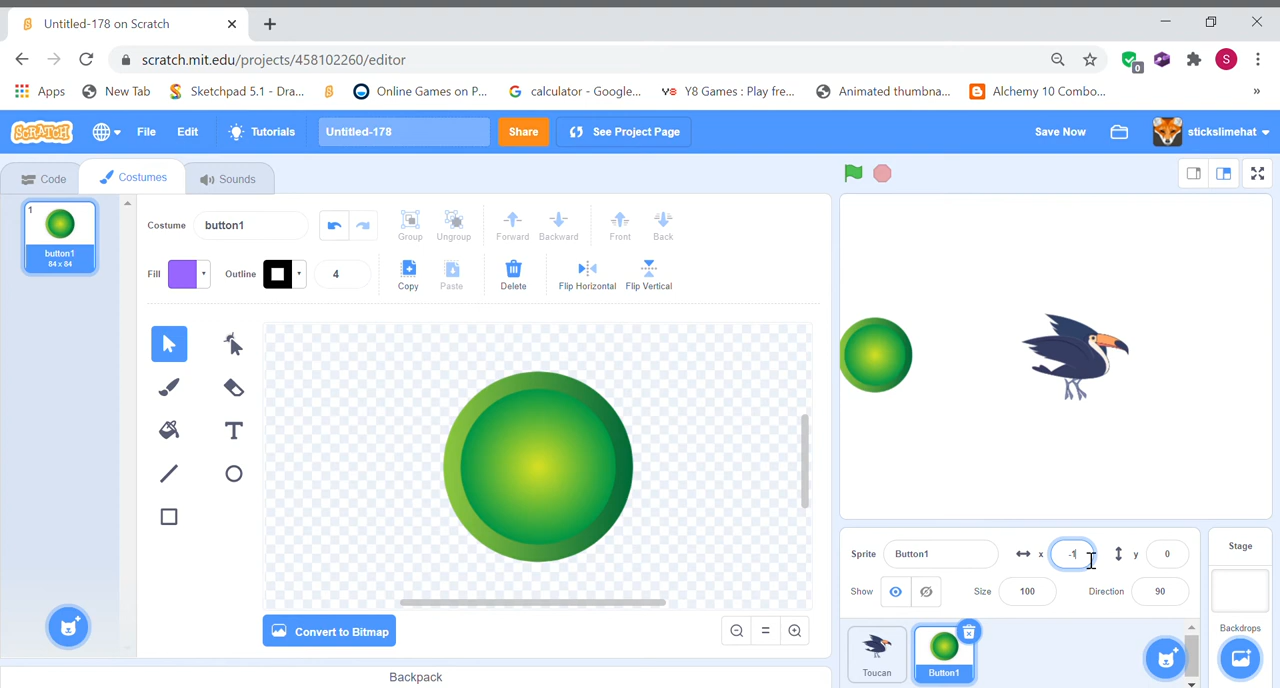 Untitled-178 on Scratch
scratch.mit.edu/projects/458102260/editor
0
S
Apps
New Tab
Sketchpad 5.1 - Dra...
Online Games on P...
calculator - Google...
Y8 Games : Play fre...
Animated thumbna...
Alchemy 10 Combo...
»
SCRATCH
File
Edit
Tutorials
Untitled-178
Share
See Project Page
Save Now
stickslimehat
Code
Costumes
Sounds
1
button1
84 x 84
Costume
button1
Group
Ungroup
Forward
Backward
Front
Back
Fill
Outline
4
Copy
Paste
Delete
Flip Horizontal
Flip Vertical
T
Convert to Bitmap
Backpack
Sprite
Button1
x
-1
y
0
Show
Size
100
Direction
90
Toucan
Button1
Stage
Backdrops